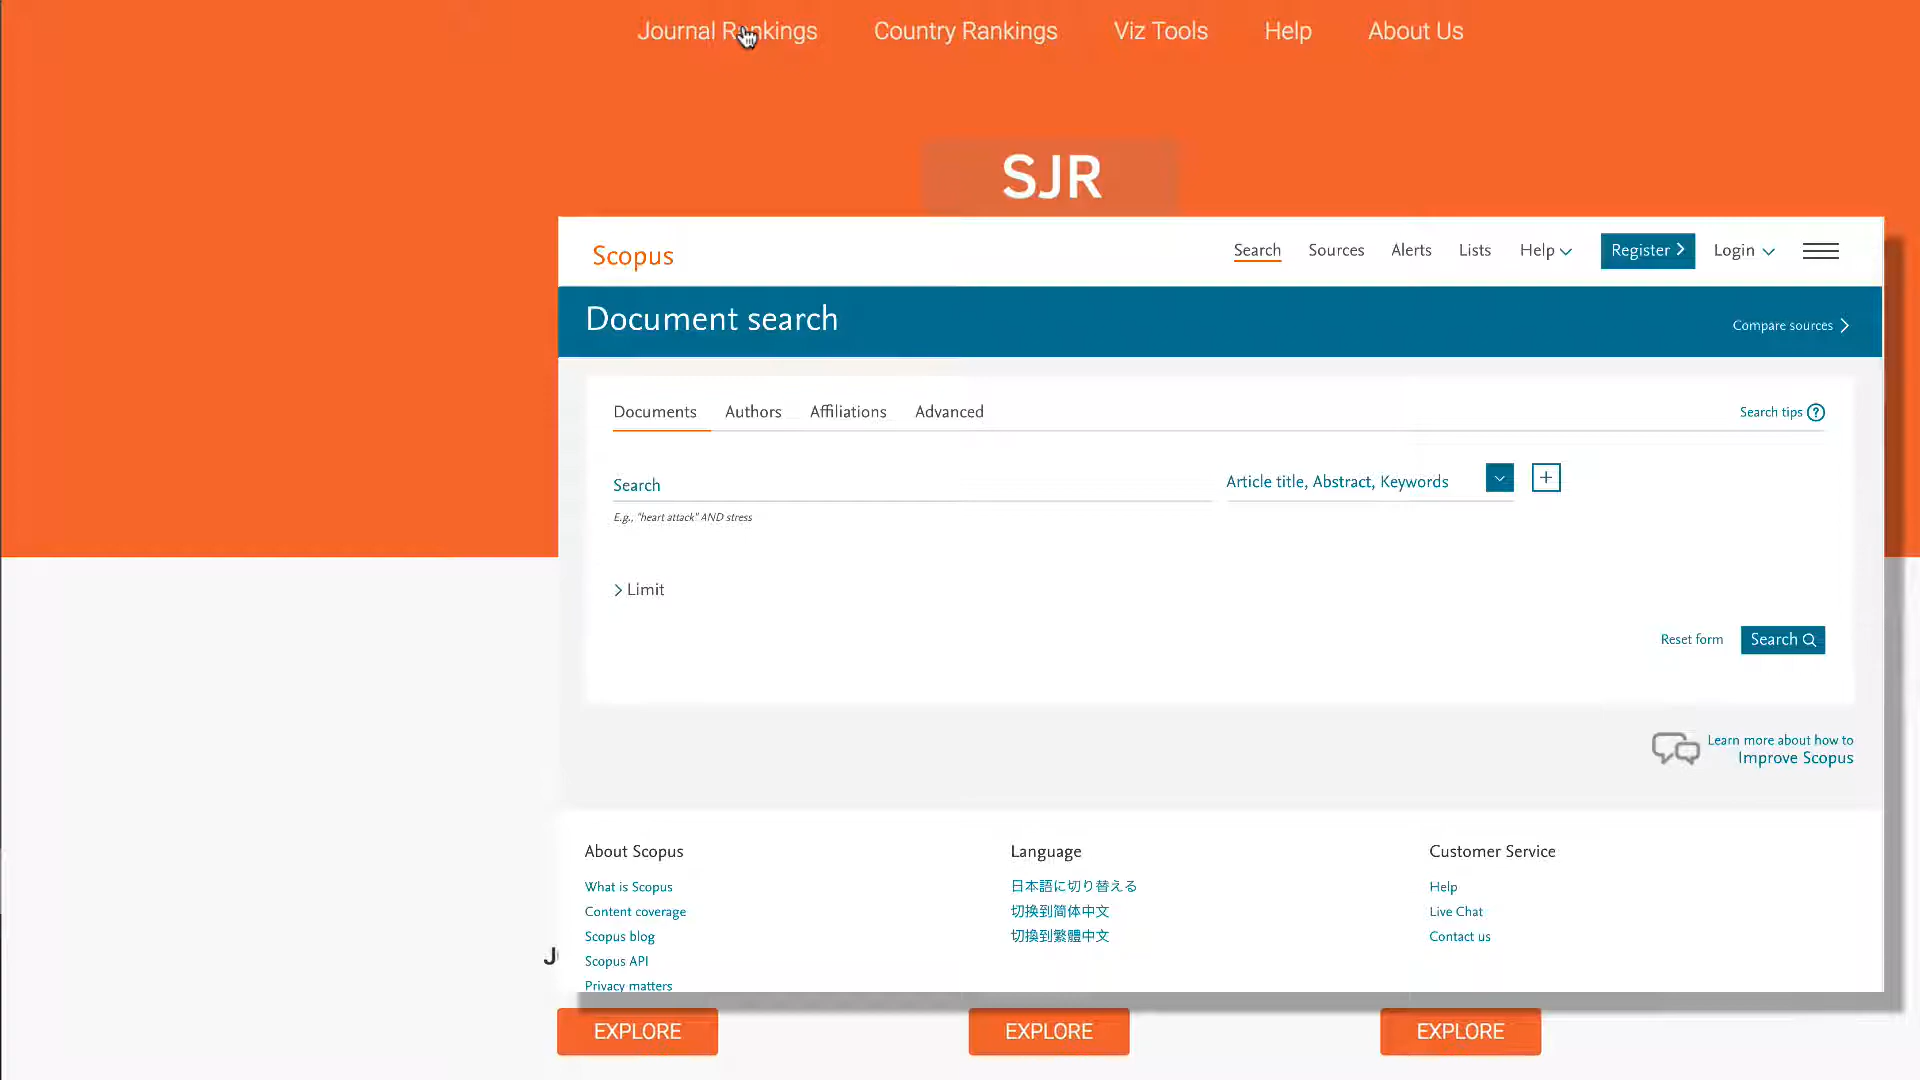 Journal Rankings Country Rankings Viz Tools Help About Us
SJR
Scopus Search Sources Alerts Lists Help Register Login
Document search
Compare sources
Documents Authors Affiliations Advanced Search tips
Search Article title, Abstract, Keywords
E.g., "heart attack" AND stress
Limit
Reset form Search
Learn more about how to
Improve Scopus
About Scopus Language Customer Service
What is Scopus 日本語に切り替える Help
Content coverage 切換到简体中文 Live Chat
Scopus blog 切換到繁體中文 Contact us
J
Scopus API
Privacy matters
EXPLORE EXPLORE EXPLORE